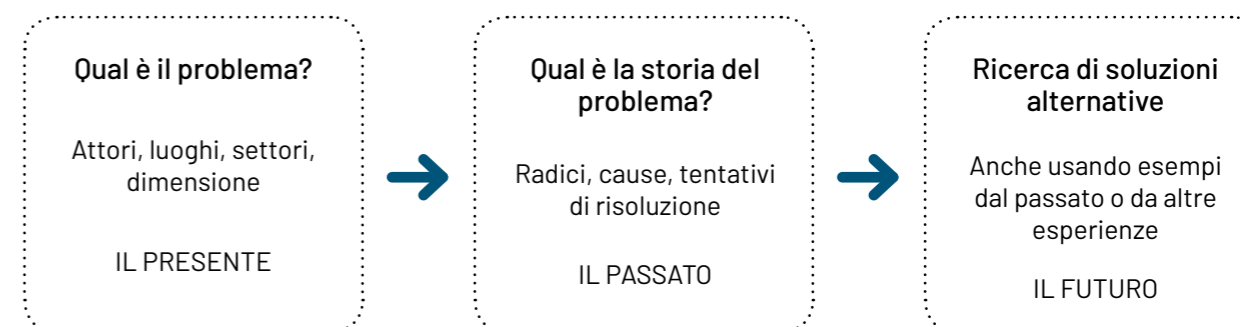 Qual è il problema?
Attori, luoghi, settori,
dimensione
IL PRESENTE
Qual è la storia del
problema?
Radici, cause, tentativi
di risoluzione
IL PASSATO
Ricerca di soluzioni
alternative
Anche usando esempi
dal passato o da altre
esperienze
IL FUTURO